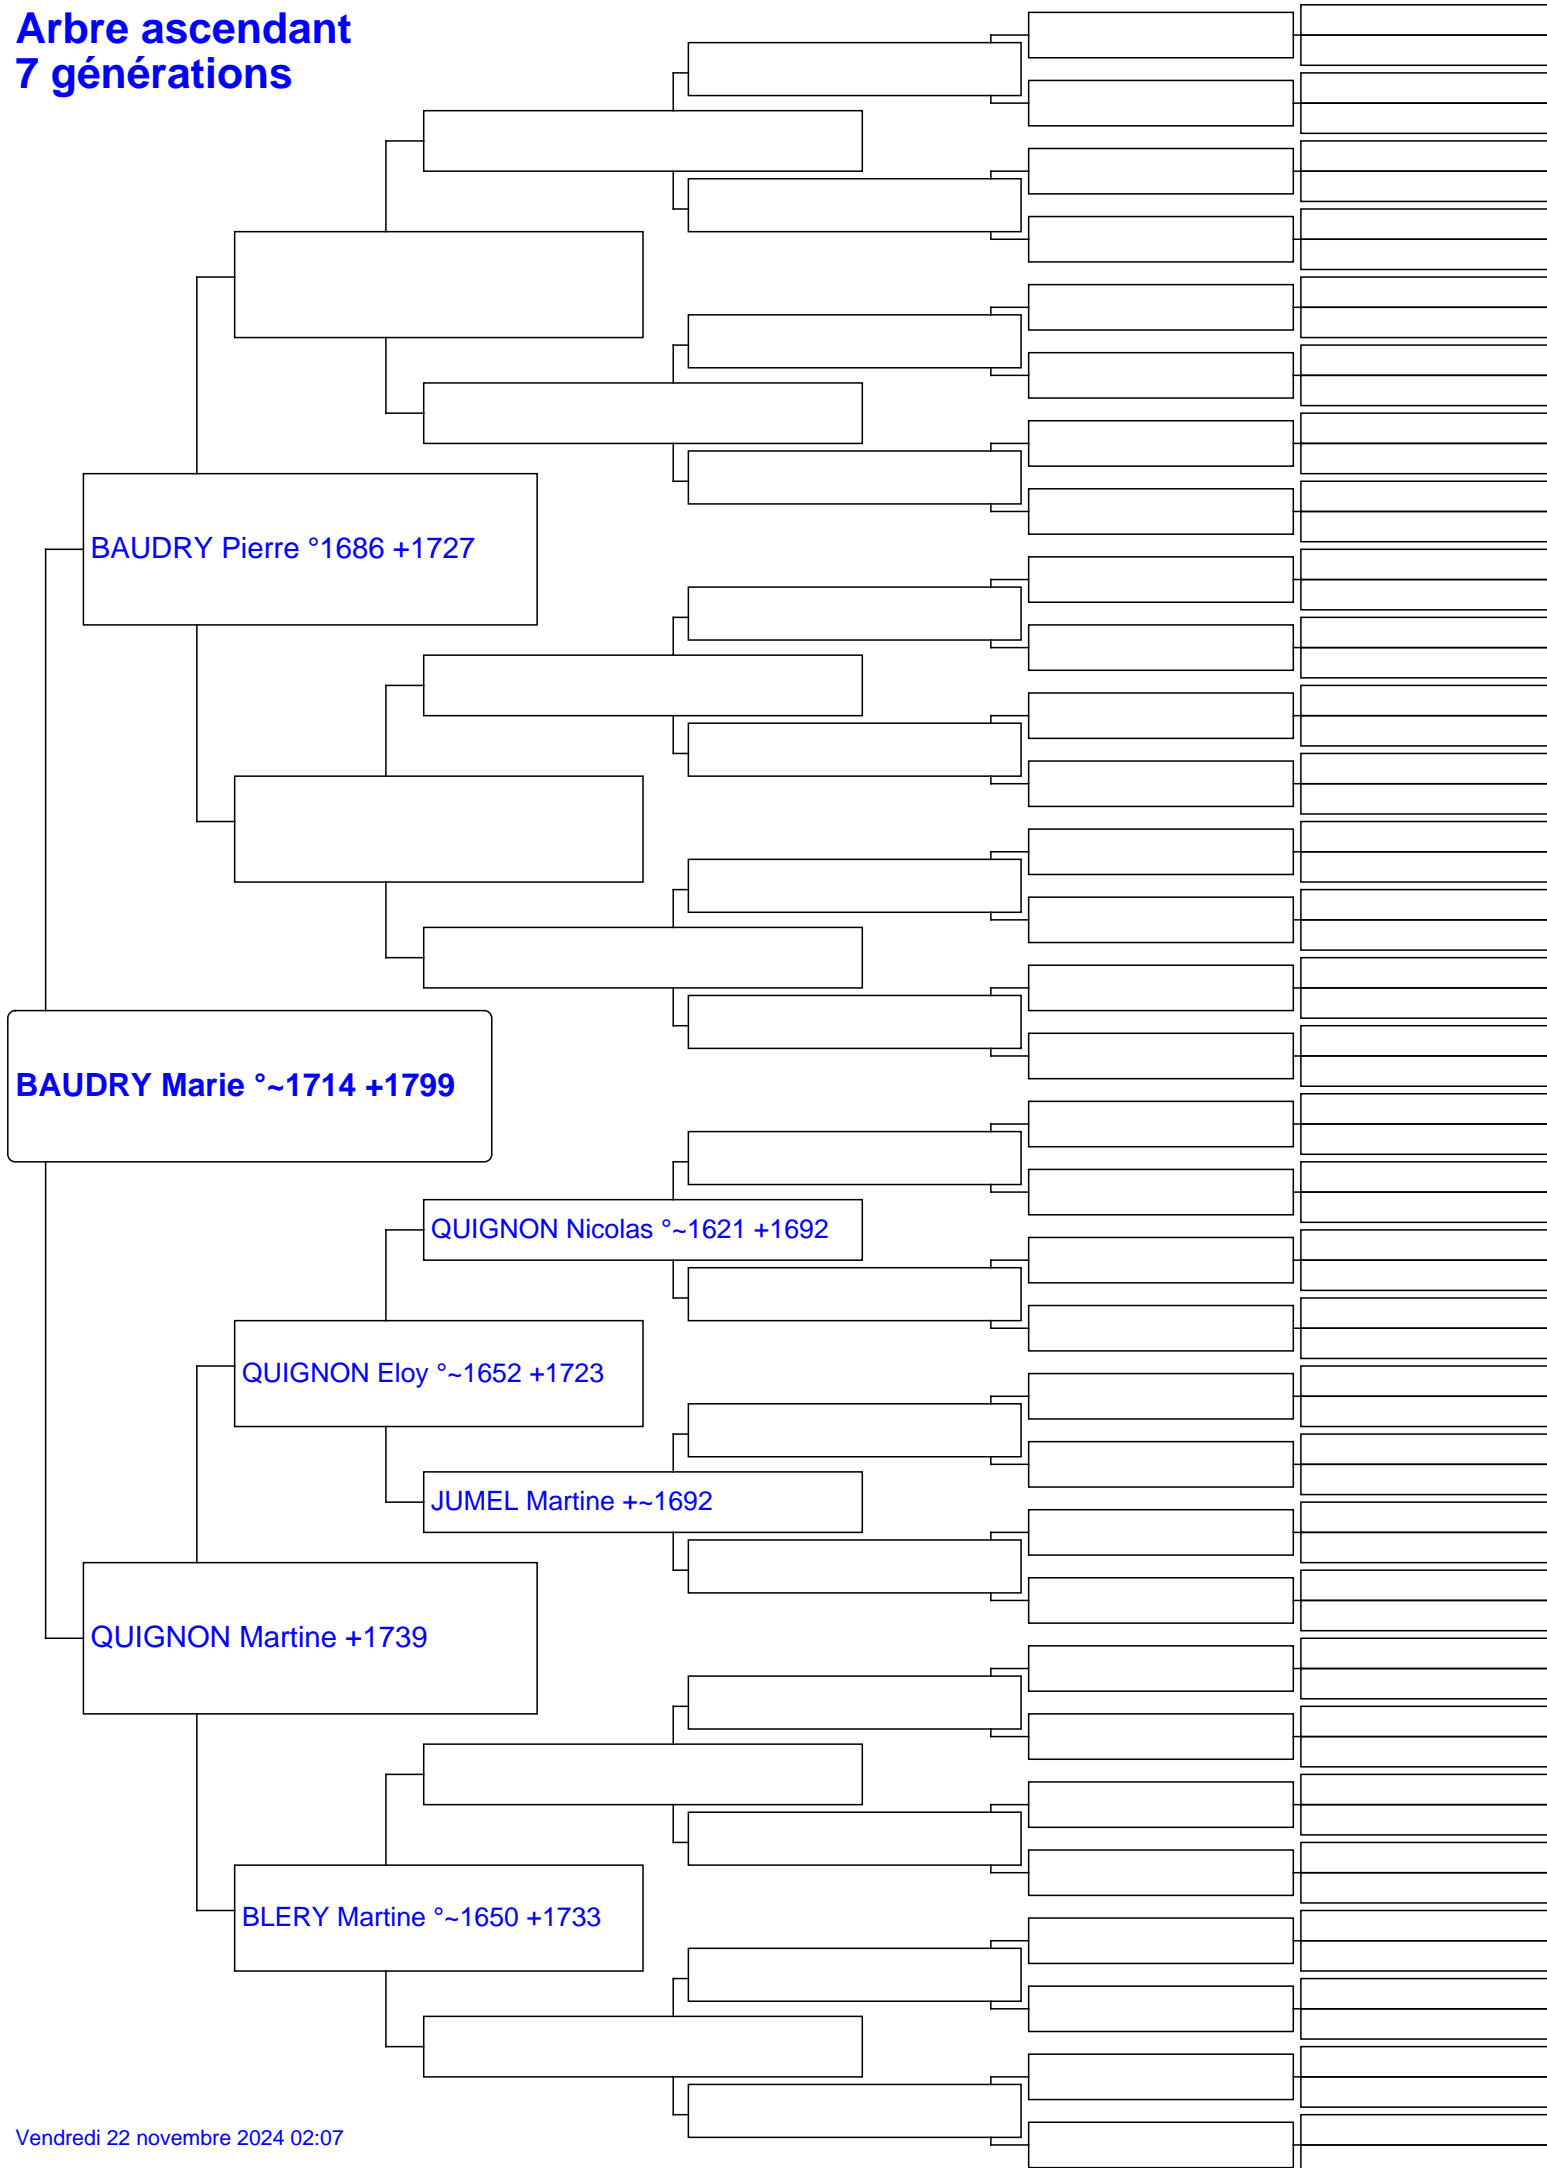 Arbre ascendant
7 générations
BAUDRY Pierre °1686 +1727
BAUDRY Marie °~1714 +1799
QUIGNON Nicolas °~1621 +1692
QUIGNON Eloy °~1652 +1723
JUMEL Martine +~1692
QUIGNON Martine +1739
BLERY Martine °~1650 +1733
Vendredi 22 novembre 2024 02:07